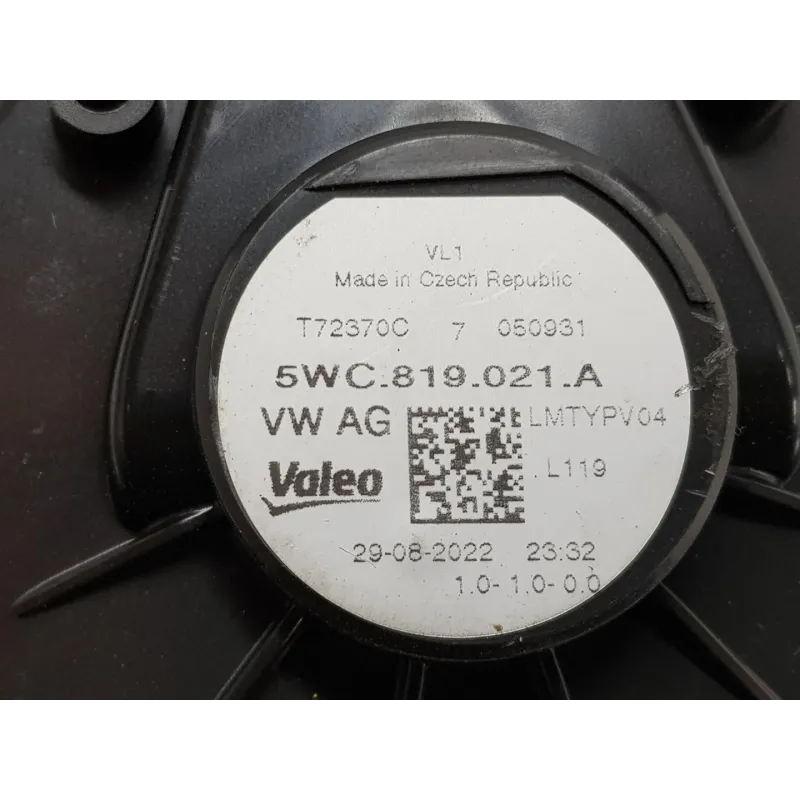 VL1
Made in Czech Republic
T72370C 7 050931
5WC.819.021.A
VW AG LMTYPV04
Valeo L119
29-08-2022 23:32
1.0-1.0-0.0